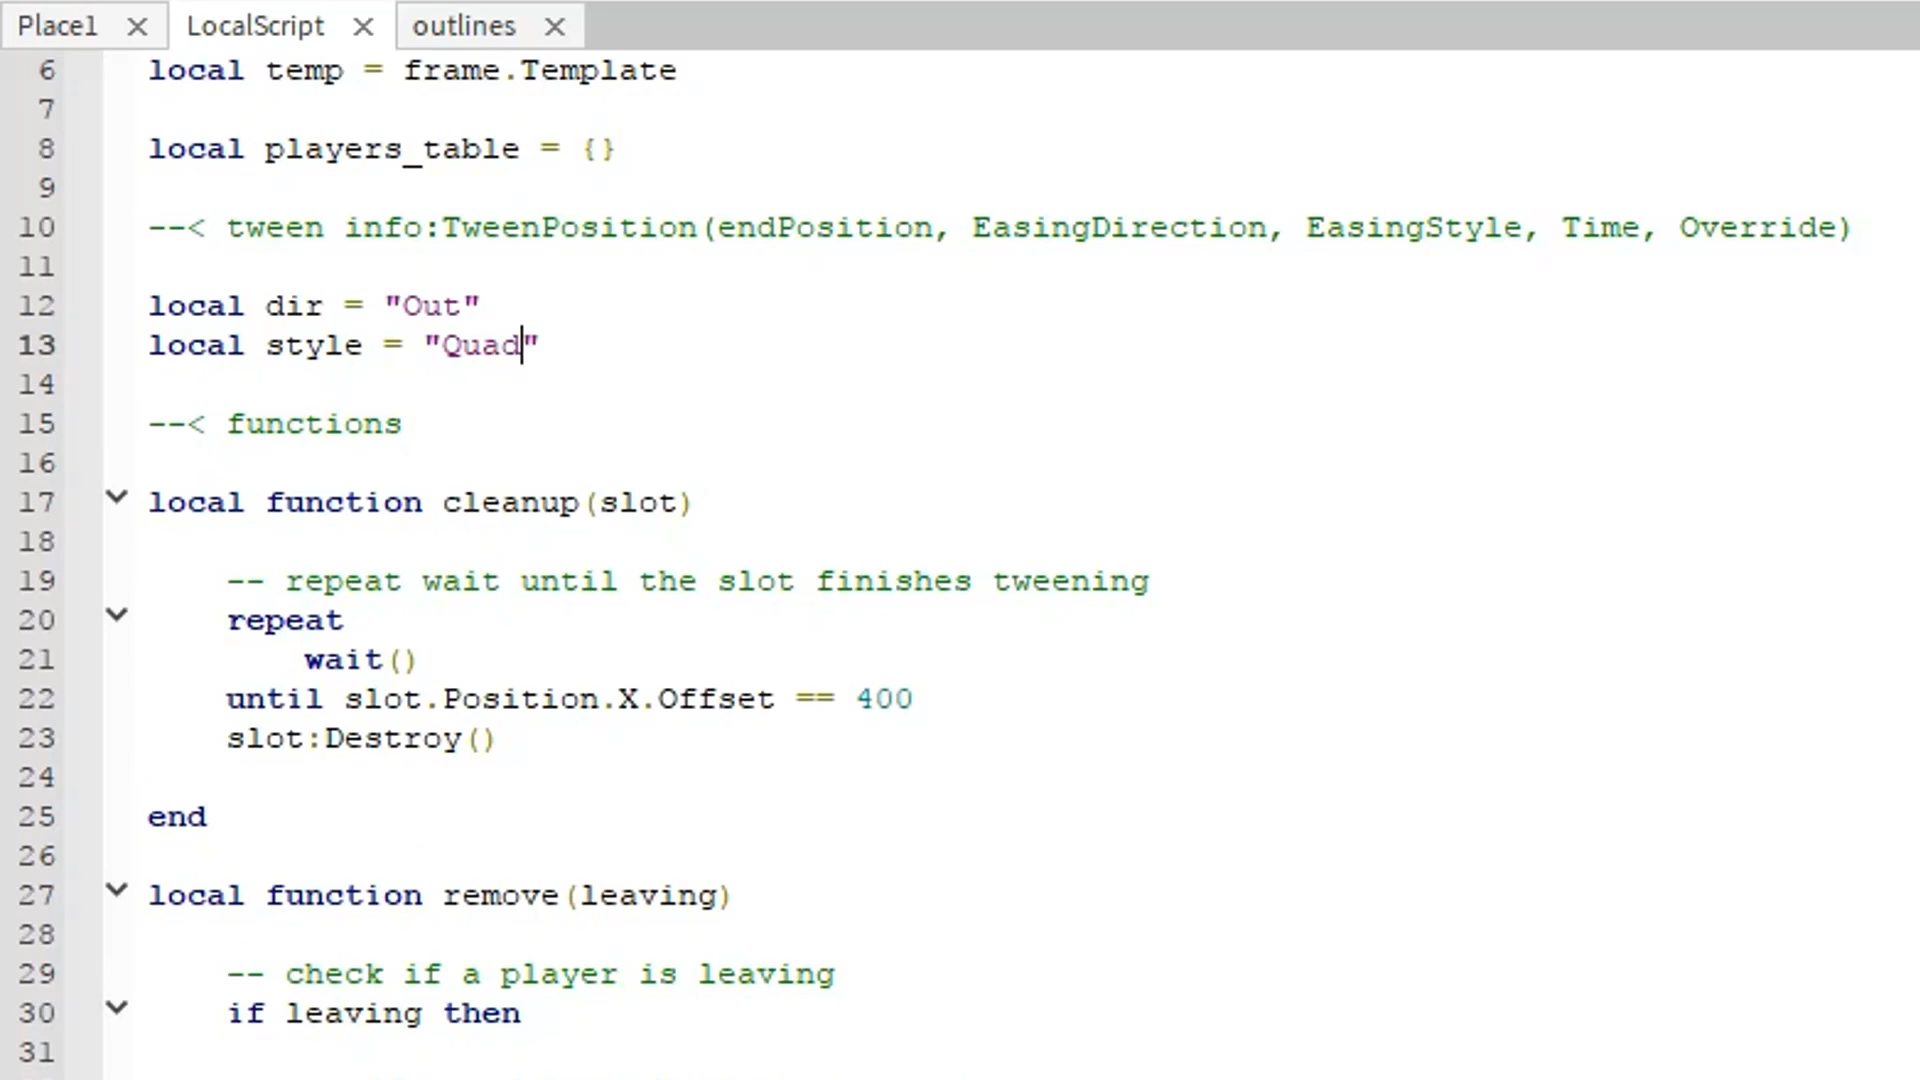 Place1 × LocalScript × outlines ×
6 local temp = frame.Template
7
8 local players_table = {}
9
10 --< tween info:TweenPosition(endPosition, EasingDirection, EasingStyle, Time, Override)
11
12 local dir = "Out"
13 local style = "Quad"
14
15 --< functions
16
17 local function cleanup(slot)
18
19 -- repeat wait until the slot finishes tweening
20 repeat
21 wait()
22 until slot.Position.X.Offset == 400
23 slot:Destroy()
24
25 end
26
27 local function remove(leaving)
28
29 -- check if a player is leaving
30 if leaving then
31